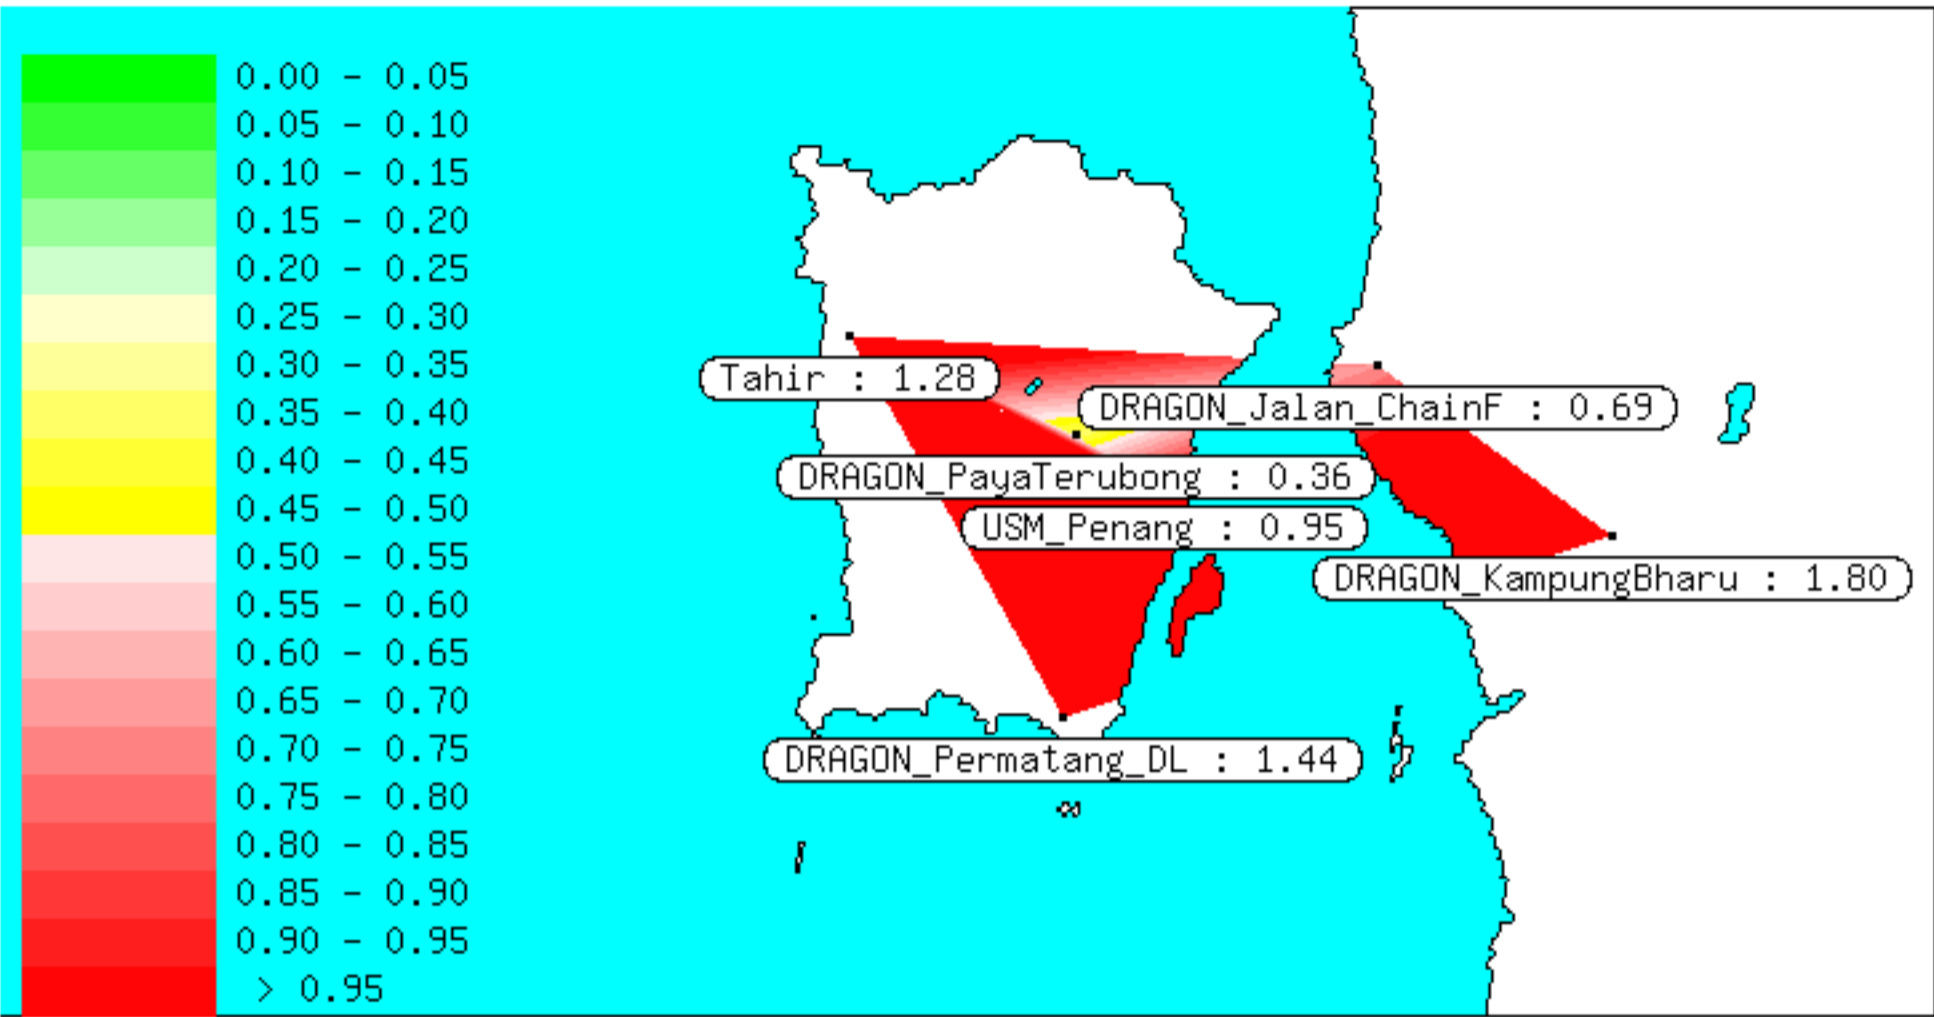 0.00 - 0.05
0.05 - 0.10
0.10 - 0.15
0.15 - 0.20
0.20 - 0.25
0.25 - 0.30
0.30 - 0.35
0.35 - 0.40
0.40 - 0.45
0.45 - 0.50
0.50 - 0.55
0.55 - 0.60
0.60 - 0.65
0.65 - 0.70
0.70 - 0.75
0.75 - 0.80
0.80 - 0.85
0.85 - 0.90
0.90 - 0.95
> 0.95
Tahir : 1.28
DRAGON_Jalan_ChainF : 0.69
DRAGON_PayaTerubong : 0.36
USM_Penang : 0.95
DRAGON_KampungBharu : 1.80
DRAGON_Permatang_DL : 1.44